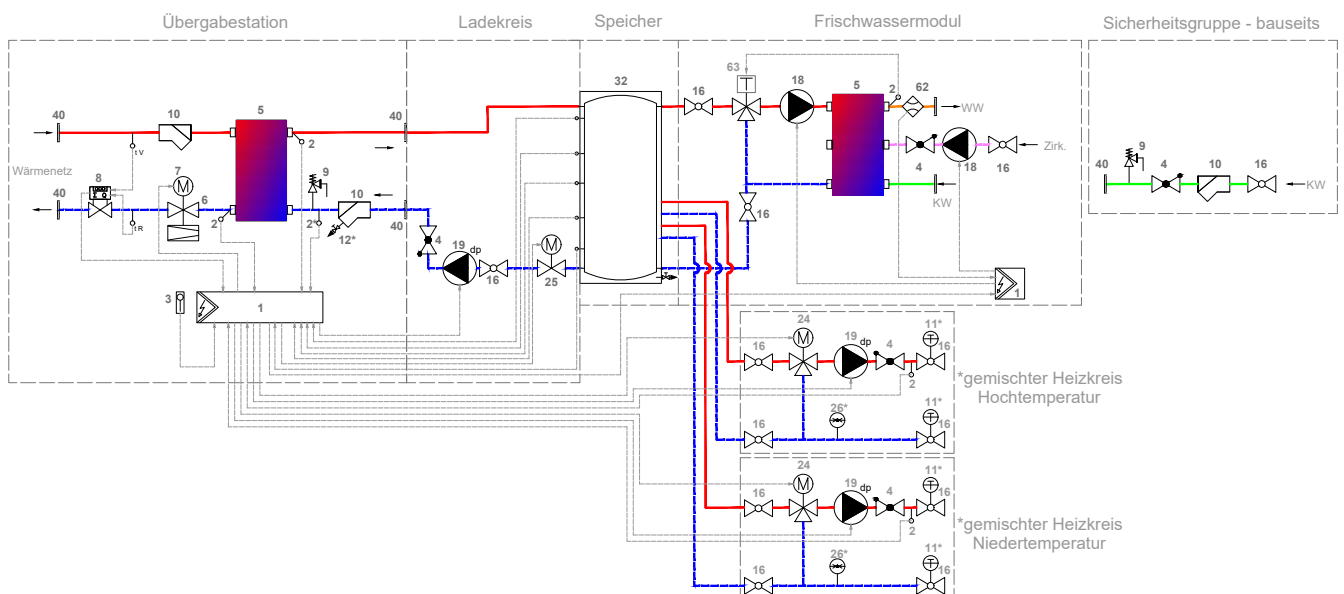 Übergabestation
Ladekreis
Speicher
Frischwassermodul
Sicherheitsgruppe - bauseits
40
10
5
40
2
t V
Wärmenetz
40
8
7
M
6
t R
2
2*
9
10
12*
40
3
1
4
19
dp
16
M
25
32
16
63
T
18
5
2
62
WW
4
18
16
Zirk.
KW
16
1
40
9
4
10
16
KW
24
M
16
19
dp
4
11*
16
2
26*
16
11*
16
*gemischter Heizkreis
Hochtemperatur
24
M
16
19
dp
4
11*
16
2
26*
16
11*
16
*gemischter Heizkreis
Niedertemperatur